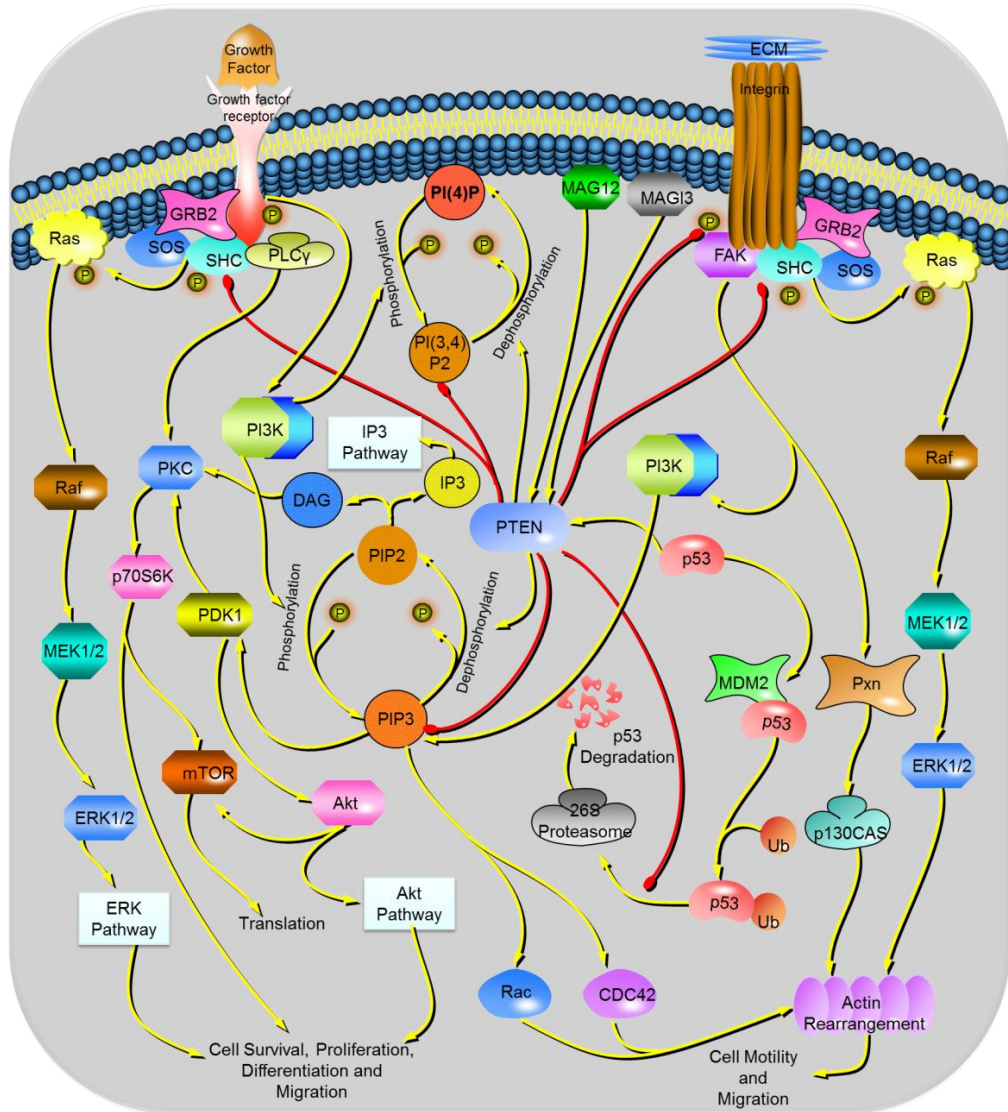 Growth
Factor
Growth factor
receptor
ECM
Integrin
PI(4)P
MAG12
MAGI3
GRB2
P
GRB2
P
Ras
SOS
SHC
PLCγ
FAK
SHC
SOS
Ras
P
P
P
P
P
P
Phosphorylation
Dephosphorylation
PI(3,4)
P2
PI3K
IP3
Pathway
PI3K
Raf
PKC
DAG
IP3
Raf
PTEN
PIP2
p53
p70S6K
PDK1
P
P
Phosphorylation
Dephosphorylation
MEK1/2
MEK1/2
MDM2
p53
Pxn
PIP3
p53
Degradation
mTOR
ERK1/2
Akt
26S
Proteasome
ERK1/2
Ub
p130CAS
ERK
Pathway
Translation
Akt
Pathway
p53
Ub
Rac
CDC42
Actin
Rearrangement
Cell Survival, Proliferation,
Differentiation and
Migration
Cell Motility
and
Migration